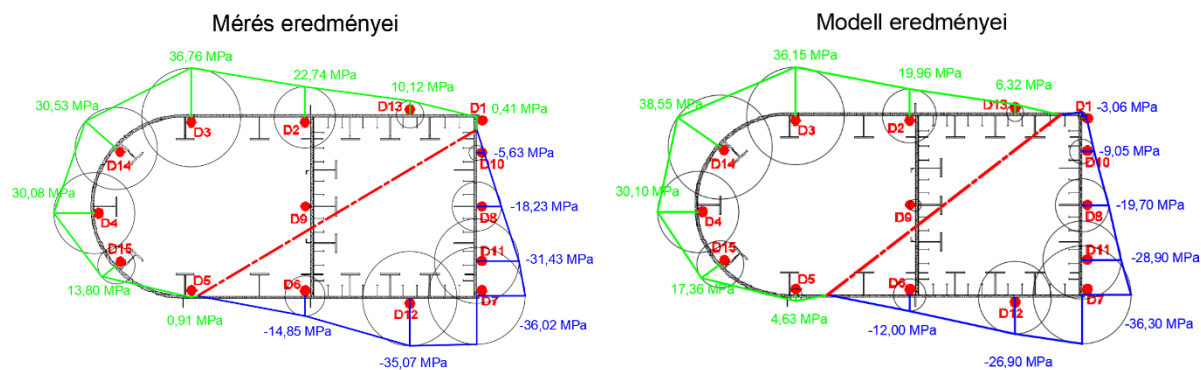 Mérés eredményei
36,76 MPa
22,74 MPa
10,12 MPa
D13
D1
0,41 MPa
30,53 MPa
D3
D2
-5,63 MPa
D10
D14
30,08 MPa
D4
D9
D8
-18,23 MPa
D15
D11
-31,43 MPa
13,80 MPa
D5
D6
D7
0,91 MPa
-14,85 MPa
D12
-36,02 MPa
-35,07 MPa
Modell eredményei
36,15 MPa
19,96 MPa
6,32 MPa
D13
D1
-3,06 MPa
38,55 MPa
D3
D2
-9,05 MPa
D10
D14
30,10 MPa
D4
D9
D8
-19,70 MPa
D15
D11
-28,90 MPa
17,36 MPa
D5
D6
D7
4,63 MPa
-12,00 MPa
D12
-36,30 MPa
-26,90 MPa